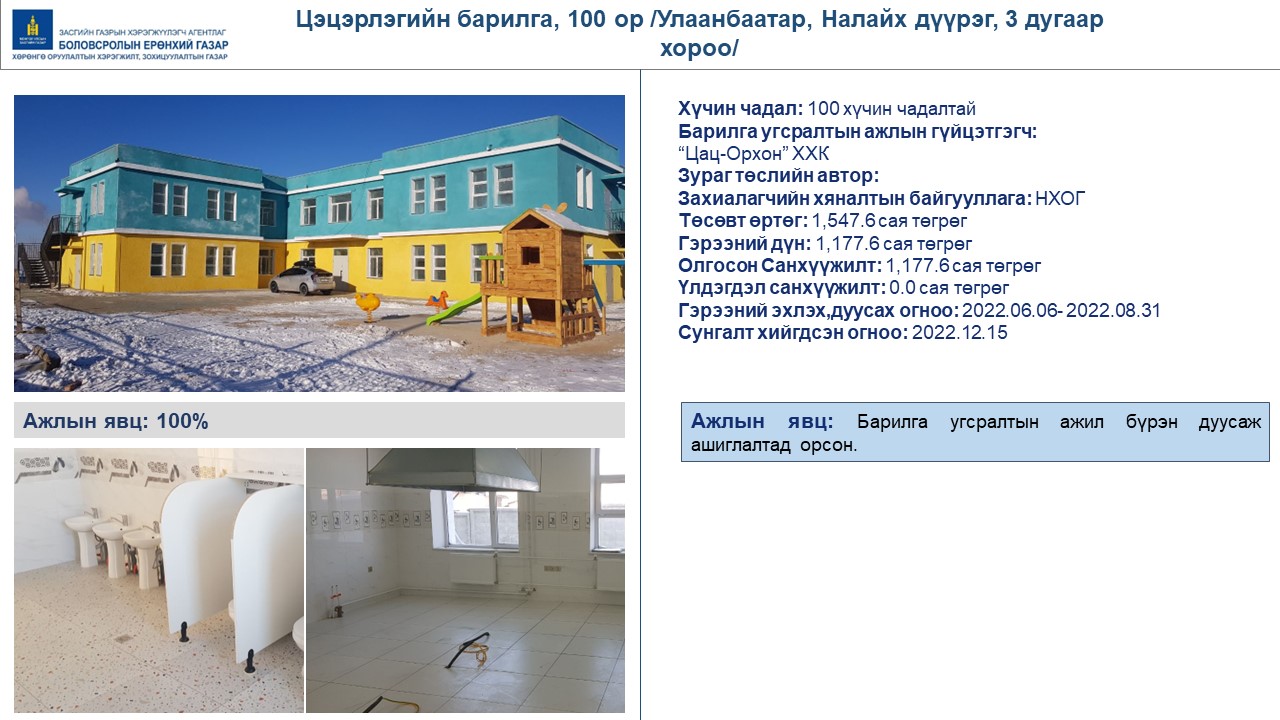 ЗАСГИЙН ГАЗРЫН ХЭРЭГЖҮҮЛЭГЧ АГЕНТЛАГ
БОЛОВСРОЛЫН ЕРӨНХИЙ ГАЗАР
ХӨРӨНГӨ ОРУУЛАЛТЫН ХЭРЭГЖИЛТ, ЗОХИЦУУЛАЛТЫН ГАЗАР
Цэцэрлэгийн барилга, 100 ор /Улаанбаатар, Налайх дүүрэг, 3 дугаар
хороо/
Ажлын явц: 100%
Хүчин чадал: 100 хүчин чадалтай
Барилга угсралтын ажлын гүйцэтгэгч:
“Цац-Орхон” ХХК
Зураг төслийн автор:
Захиалагчийн хяналтын байгууллага: НХОГ
Төсөвт өртөг: 1,547.6 сая төгрөг
Гэрээний дүн: 1,177.6 сая төгрөг
Олгосон Санхүүжилт: 1,177.6 сая төгрөг
Үлдэгдэл санхүүжилт: 0.0 сая төгрөг
Гэрээний эхлэх,дуусах огноо: 2022.06.06- 2022.08.31
Сунгалт хийгдсэн огноо: 2022.12.15
Ажлын явц: Барилга угсралтын ажил бүрэн дуусаж
ашиглалтад орсон.